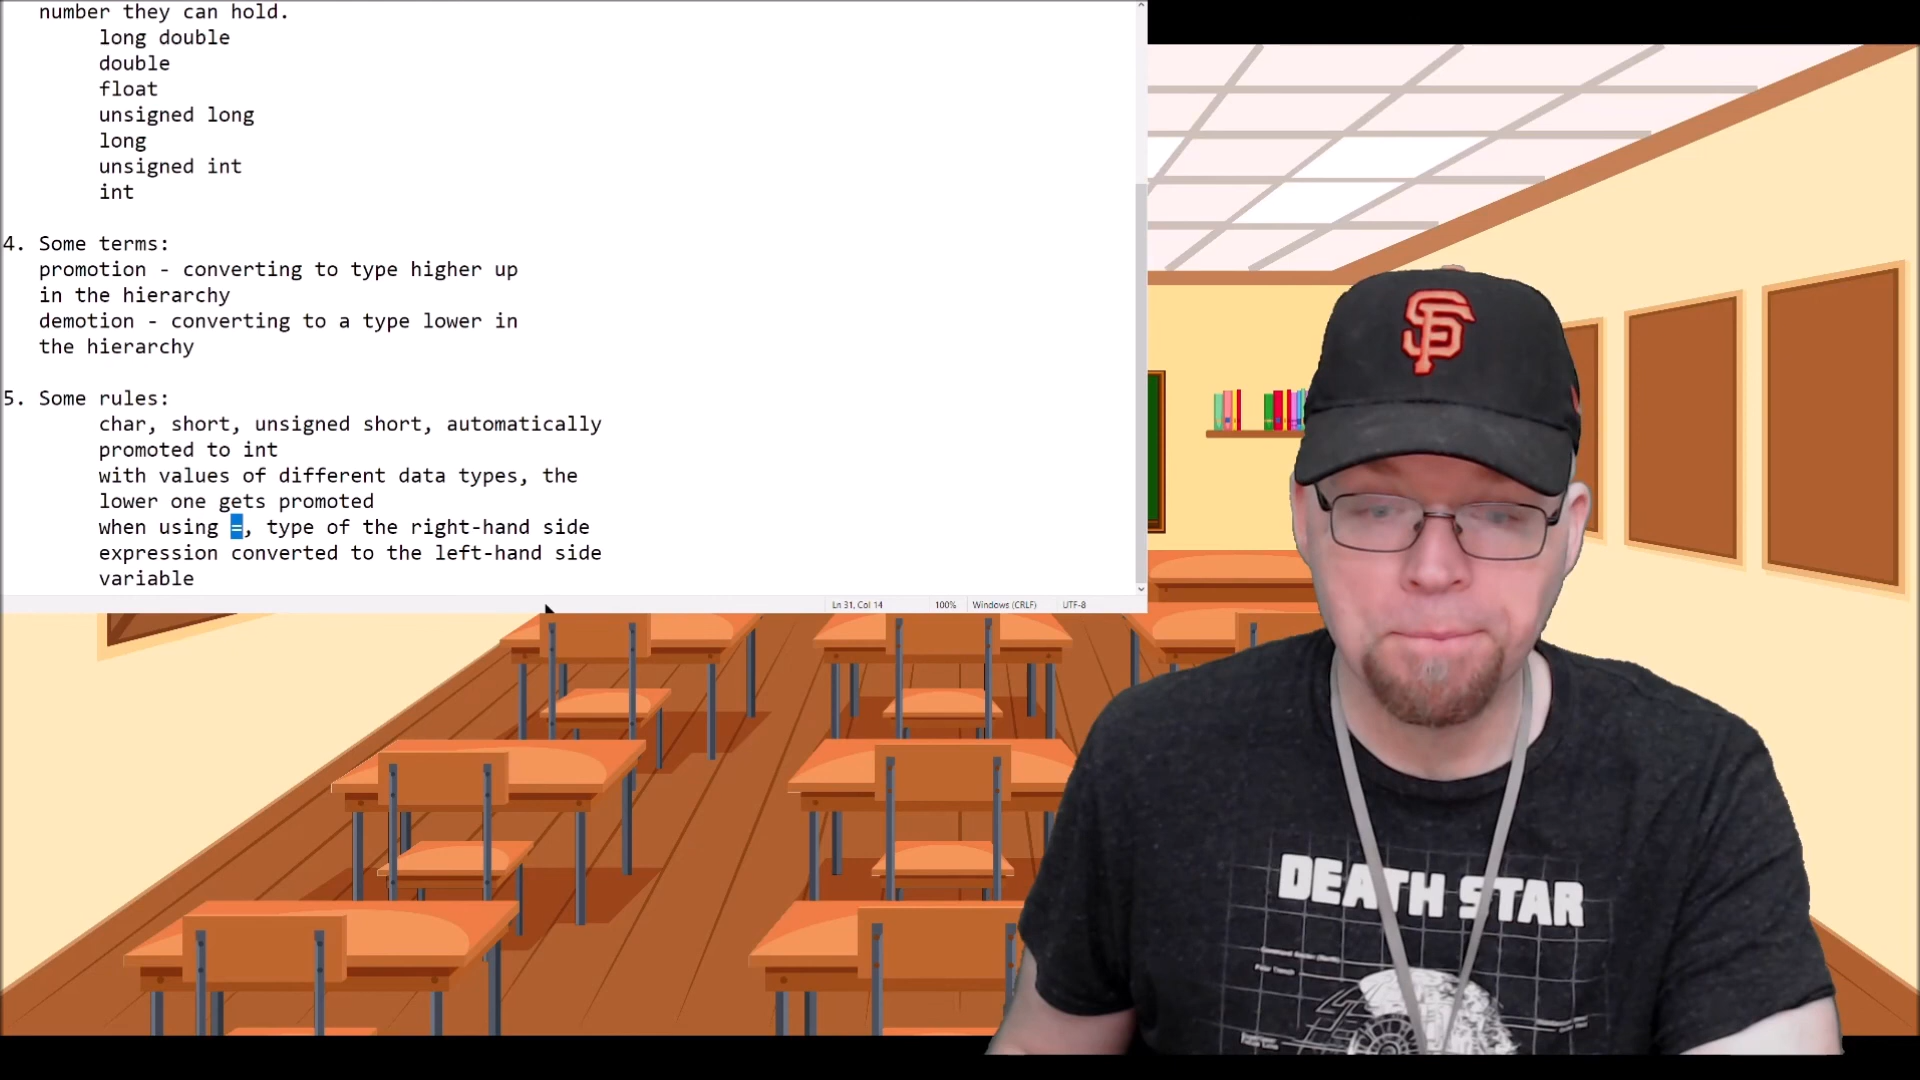 number they can hold.
long double
double
float
unsigned long
long
unsigned int
int
4. Some terms:
promotion - converting to type higher up
in the hierarchy
demotion - converting to a type lower in
the hierarchy
5. Some rules:
char, short, unsigned short, automatically
promoted to int
with values of different data types, the
lower one gets promoted
when using =, type of the right-hand side
expression converted to the left-hand side
variable
Ln 31, Col 14 100% Windows (CRLF) UTF-8
SF
DEATH STAR